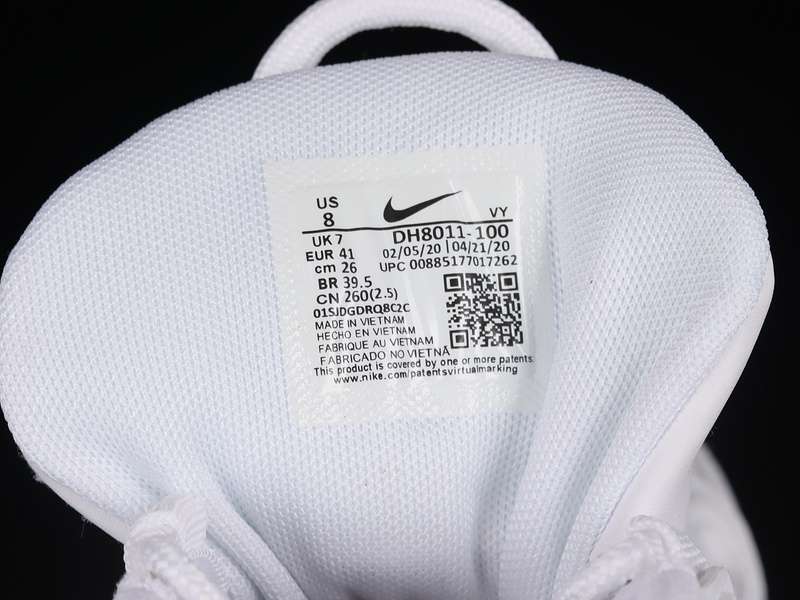 US
8
VY
UK 7
DH8011-100
EUR 41
02/05/20 | 04/21/20
cm 26
UPC 00885177017262
BR 39.5
CN 260(2.5)
01SJDGDRQ8C2C
MADE IN VIETNAM
HECHO EN VIETNAM
FABRIQUE AU VIETNAM
FABRICADO NO VIETNÃ
This product is covered by one or more patents:
www.nike.com/patentsvirtualmarking